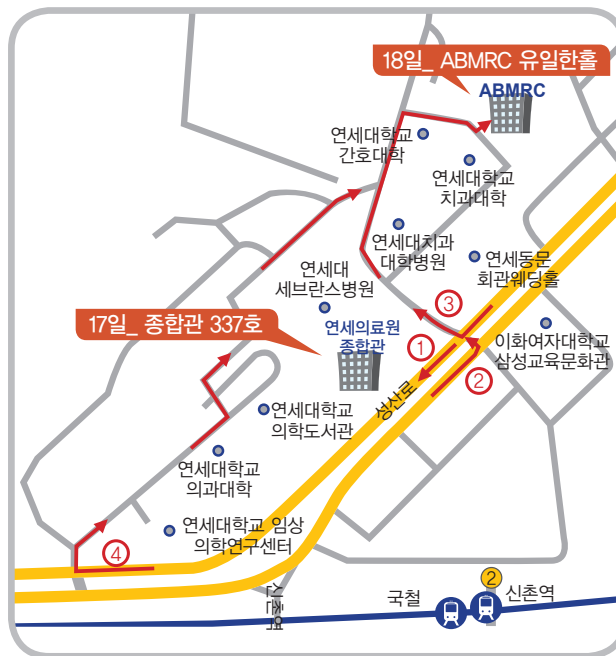 18일_ ABMRC 유일한홀
ABMRC
연세대학교
간호대학
연세대학교
치과대학
연세대치과
대학병원
연세동문
회관웨딩홀
연세대
세브란스병원
③
17일_ 종합관 337호
연세의료원
종합관
①
이화여자대학교
삼성교육문화관
②
성산로
연세대학교
의학도서관
연세대학교
의과대학
연세대학교 임상
의학연구센터
④
②
신촌역
국철
신촌역